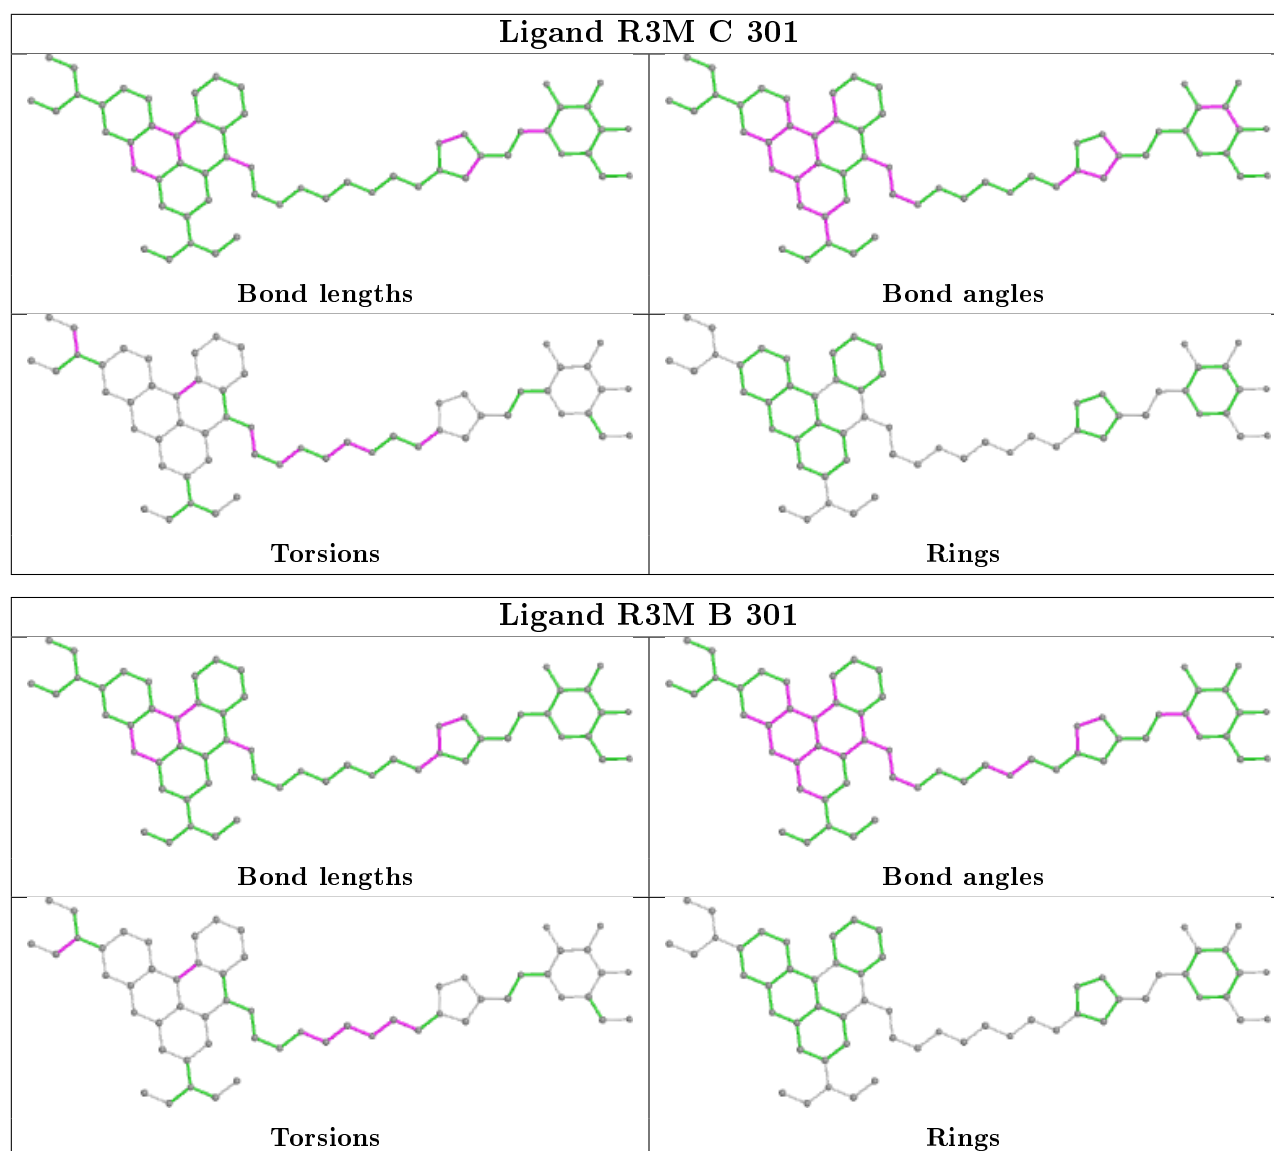 Ligand R3M C 301
Bond lengths
Bond angles
Torsions
Rings
Ligand R3M B 301
Bond lengths
Bond angles
Torsions
Rings